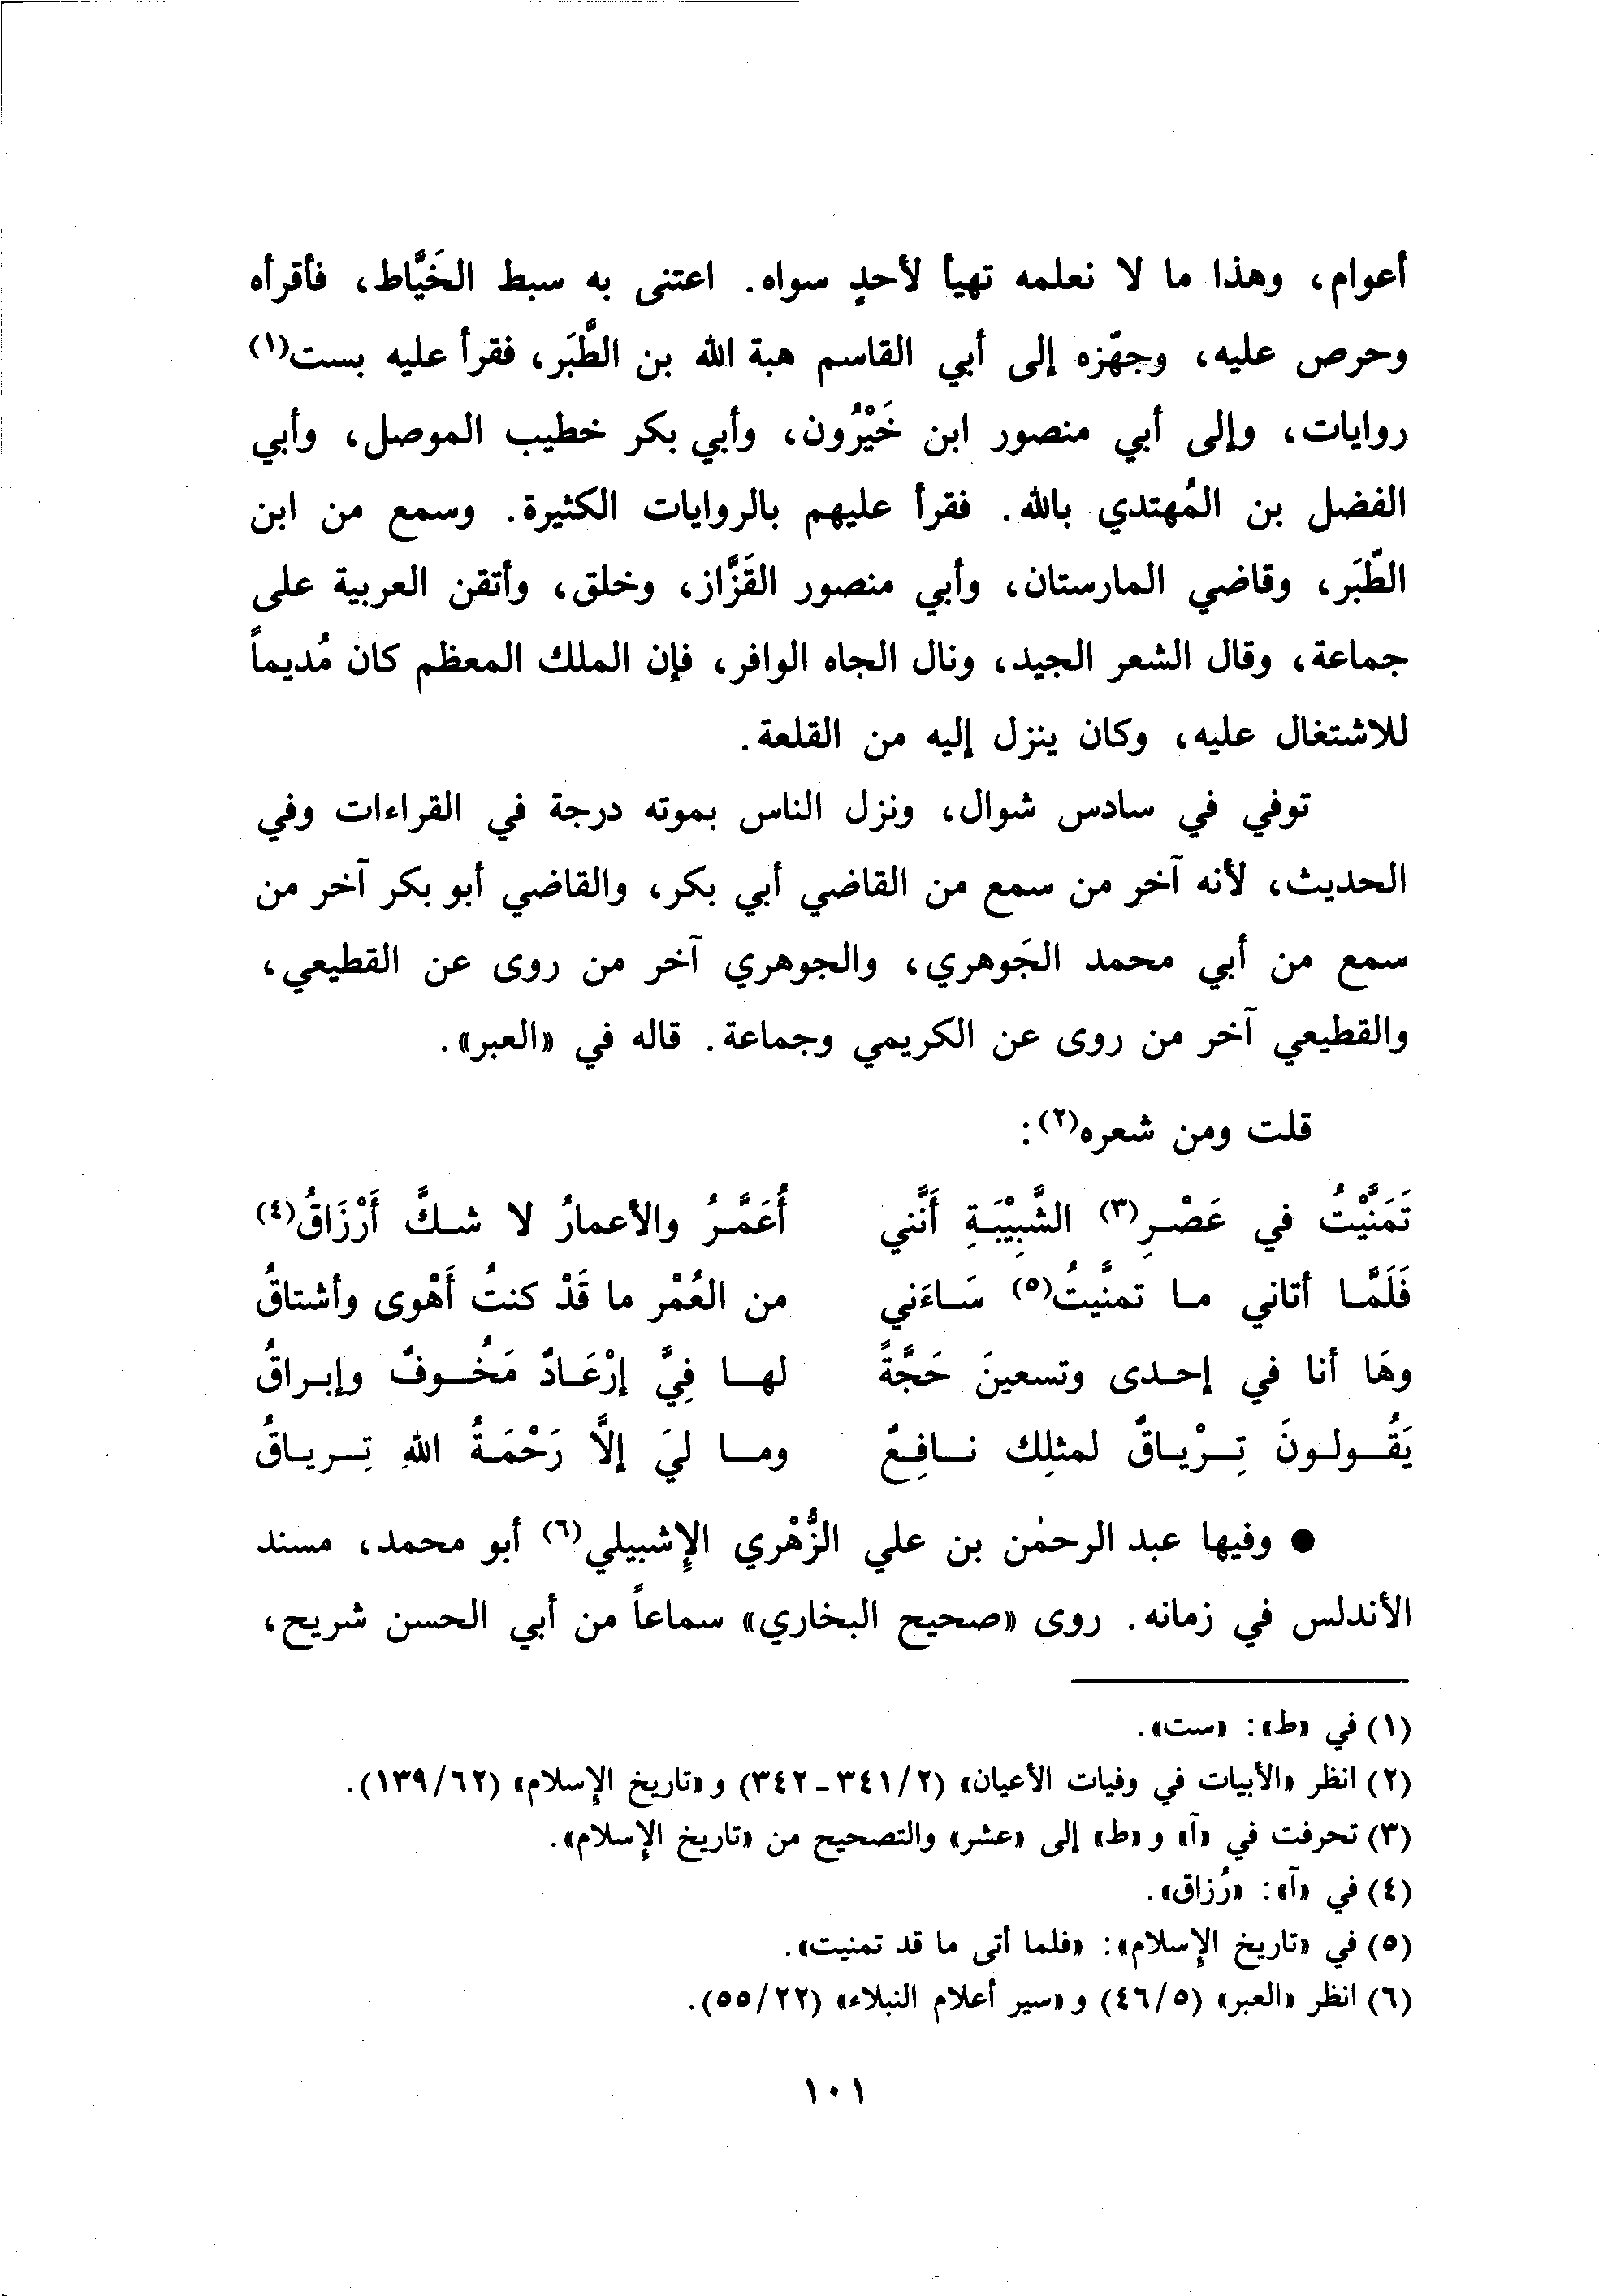 أعوام، وهذا ما لا نعلمه تهيأ لأحدٍ سواه. اعتنى به سبط الخَيَّاط، فأقرأه
وحرص عليه، وجهّزه إلى أبي القاسم هبة الله بن الطَّبَر، فقرأ عليه بست(١)
روايات، وإلى أبي منصور ابن خَيْرُون، وأبي بكر خطيب الموصل، وأبي
الفضل بن المُهتدي بالله. فقرأ عليهم بالروايات الكثيرة. وسمع من ابن
الطَّبَر، وقاضي المارستان، وأبي منصور القَزَّاز، وخلق، وأتقن العربية على
جماعة، وقال الشعر الجيد، ونال الجاه الوافر، فإن الملك المعظم كان مُديماً
للاشتغال عليه، وكان ينزل إليه من القلعة.
توفي في سادس شوال، ونزل الناس بموته درجة في القراءات وفي
الحديث، لأنه آخر من سمع من القاضي أبي بكر، والقاضي أبو بكر آخر من
سمع من أبي محمد الجَوهري، والجوهري آخر من روى عن القطيعي،
والقطيعي آخر من روى عن الكريمي وجماعة. قاله في «العبر».
قلت ومن شعره(٢):
تَمَنَّيْتُ في عَصْرِ(٣) الشَّبِيْبَةِ أَنَّني أُعَمَّرُ والأعمارُ لا شكَّ أَرْزَاقُ(٤)
فَلَمَّا أتاني ما تمنَّيتُ(٥) سَاءَني من العُمْر ما قَدْ كنتُ أَهْوى وأشتاقُ
وهَا أنا في إحدى وتسعينَ حَجَّةً لها فِيَّ إرْعَادٌ مَخُوفٌ وإبراقُ
يَقُولونَ تِرْياقٌ لمثلِك نافِعٌ وما ليَ إلَّا رَحْمَةُ اللهِ تِرياقُ
● وفيها عبد الرحمٰن بن علي الزُّهْري الإِشبيلي(٦) أبو محمد، مسند
الأندلس في زمانه. روى «صحيح البخاري» سماعاً من أبي الحسن شريح،
(١) في «ط»: «ست».
(٢) انظر «الأبيات في وفيات الأعيان» (٢/ ٣٤١ - ٣٤٢) و «تاريخ الإِسلام» (٦٢/ ١٣٩).
(٣) تحرفت في «آ» و «ط» إلى «عشر» والتصحيح من «تاريخ الإِسلام».
(٤) في «آ»: «رُزاق».
(٥) في «تاريخ الإِسلام»: «فلما أتى ما قد تمنيت».
(٦) انظر «العبر» (٥/ ٤٦) و «سير أعلام النبلاء» (٢٢/ ٥٥).
١٠١